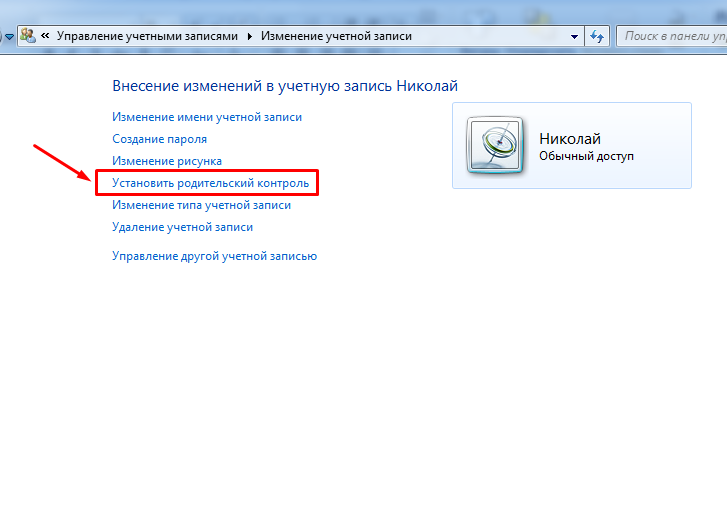 « Управление учетными записями Изменение учетной записи
Поиск в панели упр
Внесение изменений в учетную запись Николай
Изменение имени учетной записи
Создание пароля
Изменение рисунка
Установить родительский контроль
Изменение типа учетной записи
Удаление учетной записи
Управление другой учетной записью
Николай
Обычный доступ